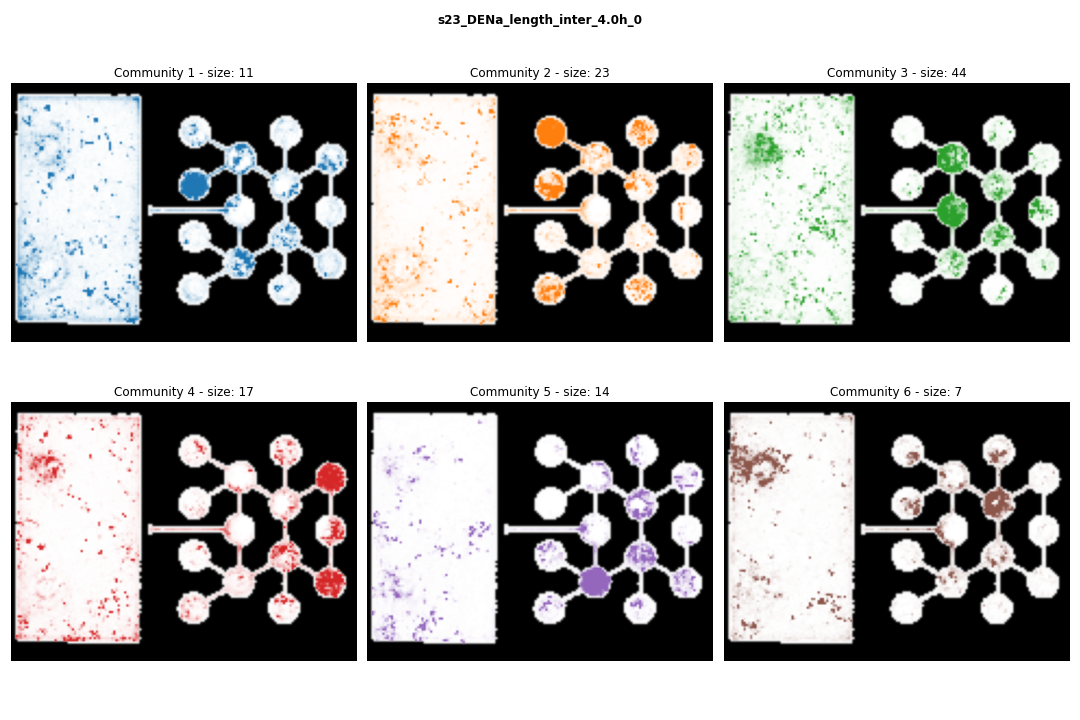 s23_DENa_length_inter_4.0h_0
Community 1 - size: 11
Community 2 - size: 23
Community 3 - size: 44
Community 4 - size: 17
Community 5 - size: 14
Community 6 - size: 7